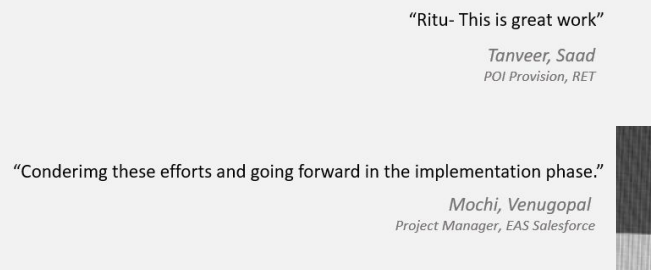 “Ritu- This is great work”
Tanveer, Saad
POI Provision, RET
“Conderimg these efforts and going forward in the implementation phase.”
Mochi, Venugopal
Project Manager, EAS Salesforce